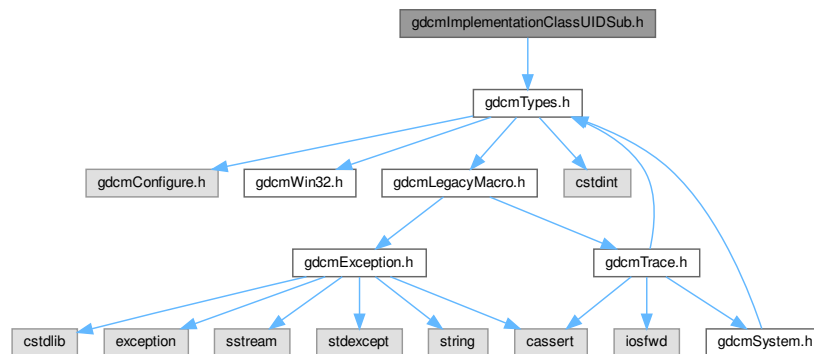 gdcmImplementationClassUIDSub.h
gdcmTypes.h
gdcmConfigure.h
gdcmWin32.h
gdcmLegacyMacro.h
cstdint
gdcmException.h
gdcmTrace.h
cstdlib
exception
sstream
stdexcept
string
cassert
iosfwd
gdcmSystem.h